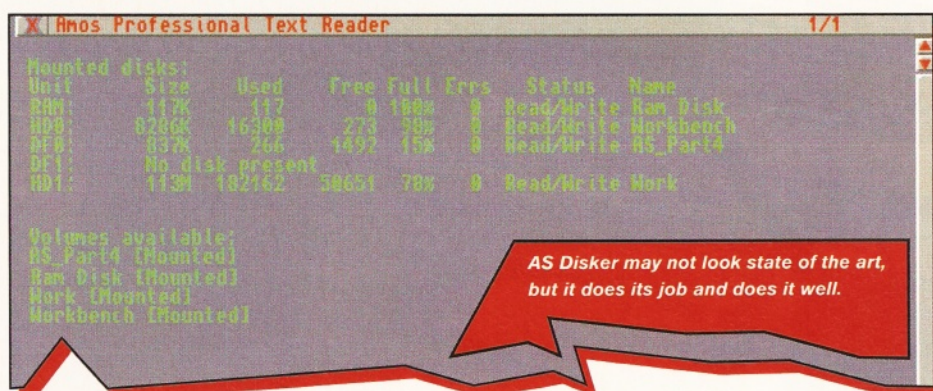 X Amos Professional Text Reader 1/1
Mounted disks:
Unit Size Used Free Full Errs Status Name
RAM: 117K 117 0 100% 0 Read/Write Ram Disk
HD0: 8286K 16300 273 98% 0 Read/Write Workbench
DF0: 837K 266 1492 15% 0 Read/Write AS_Part4
DF1: No disk present
HD1: 113M 182162 50651 78% 0 Read/Write Work
Volumes available:
AS_Part4 [Mounted]
Ram Disk [Mounted]
Work [Mounted]
Workbench [Mounted]
AS Disker may not look state of the art,
but it does its job and does it well.